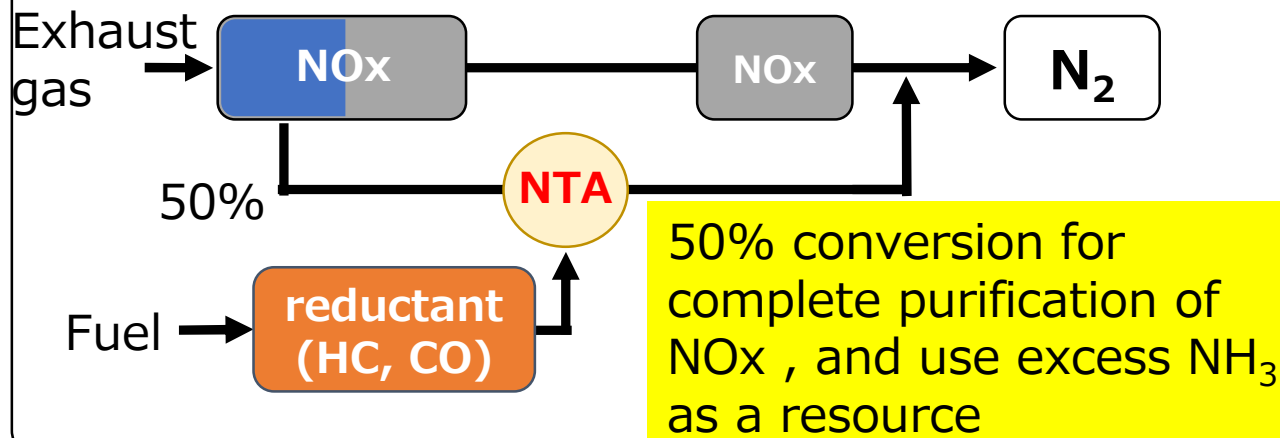 Exhaust
gas
NOx
NOx
N₂
50%
NTA
Fuel
reductant
(HC, CO)
50% conversion for
complete purification of
NOx , and use excess NH₃
as a resource